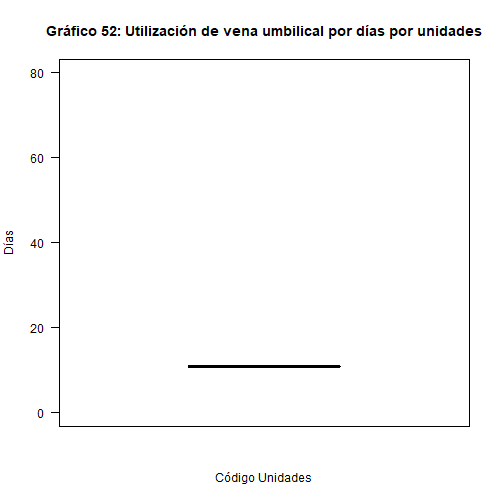 Gráfico 52: Utilización de vena umbilical por días por unidades
80
60
40
20
0
Días
Código Unidades